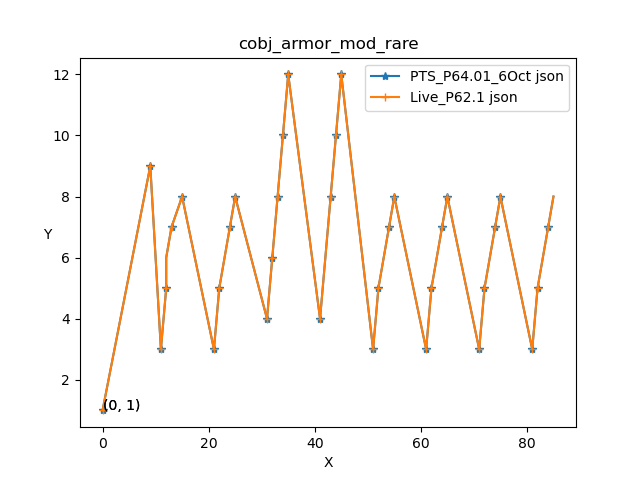 cobj_armor_mod_rare
PTS_P64.01_6Oct json
Live_P62.1 json
12
10
8
6
4
2
Y
(0, 1)
0
20
40
60
80
X